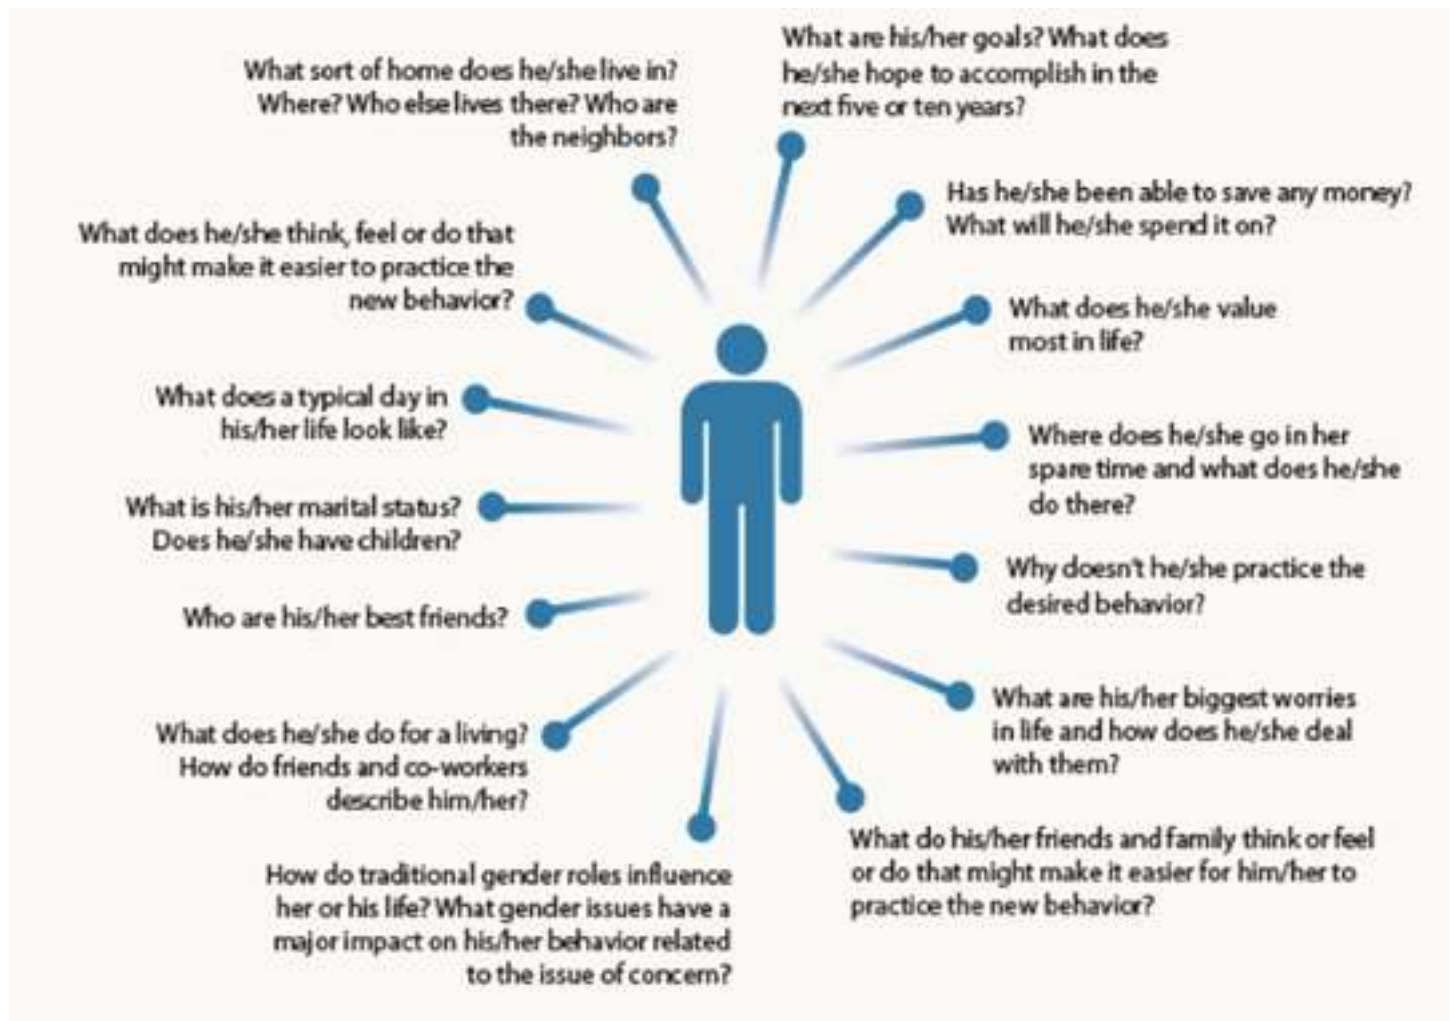 What are his/her goals? What does
he/she hope to accomplish in the
next five or ten years?
Has he/she been able to save any money?
What will he/she spend it on?
What does he/she value
most in life?
Where does he/she go in her
spare time and what does he/she
do there?
Why doesn't he/she practice the
desired behavior?
What are his/her biggest worries
in life and how does he/she deal
with them?
What do his/her friends and family think or feel
or do that might make it easier for him/her to
practice the new behavior?
How do traditional gender roles influence
her or his life? What gender issues have a
major impact on his/her behavior related
to the issue of concern?
What does he/she do for a living?
How do friends and co-workers
describe him/her?
Who are his/her best friends?
What is his/her marital status?
Does he/she have children?
What does a typical day in
his/her life look like?
What does he/she think, feel or do that
might make it easier to practice the
new behavior?
What sort of home does he/she live in?
Where? Who else lives there? Who are
the neighbors?